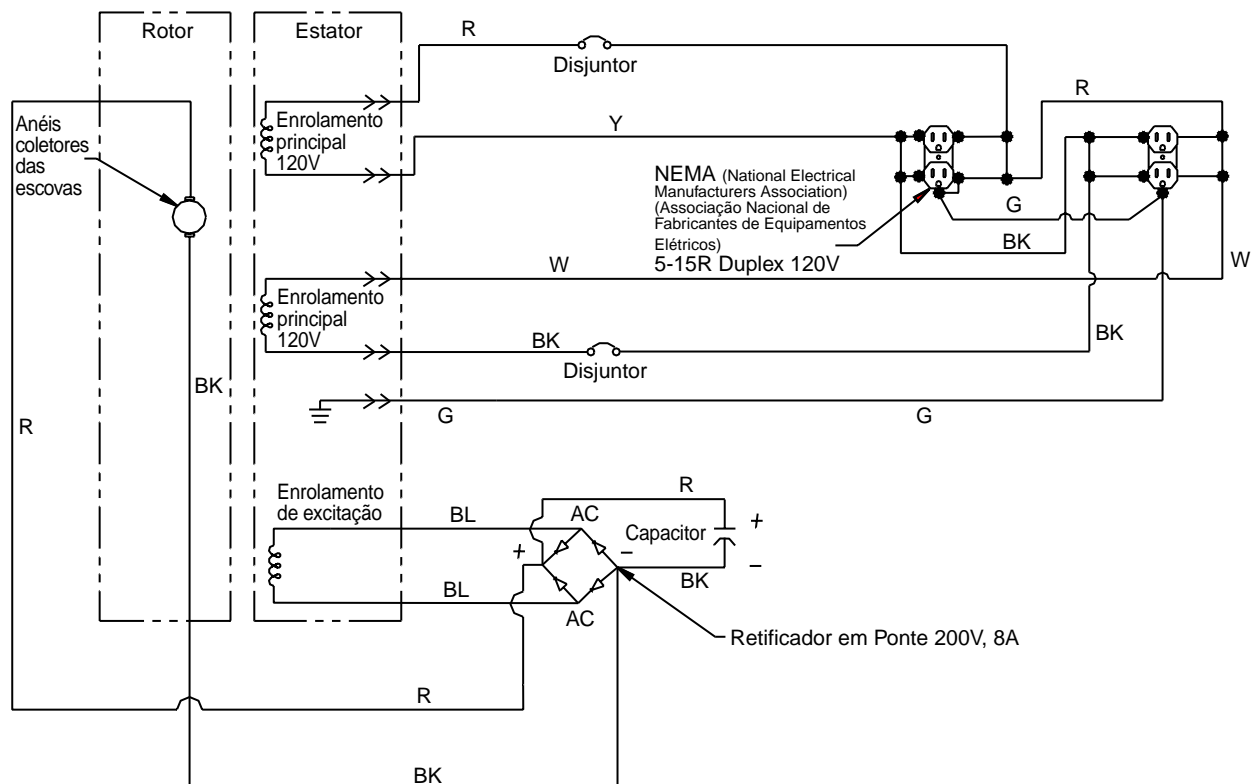 Rotor
Estator
R
Disjuntor
Anéis
coletores
das
escovas
Enrolamento
principal
120V
Y
R
NEMA (National Electrical
Manufacturers Association)
(Associação Nacional de
Fabricantes de Equipamentos
Elétricos)
5-15R Duplex 120V
G
BK
W
W
Enrolamento
principal
120V
BK
Disjuntor
BK
BK
R
G
G
Enrolamento
de excitação
BL
AC
R
Capacitor
+
+
–
–
BK
BL
AC
Retificador em Ponte 200V, 8A
R
BK